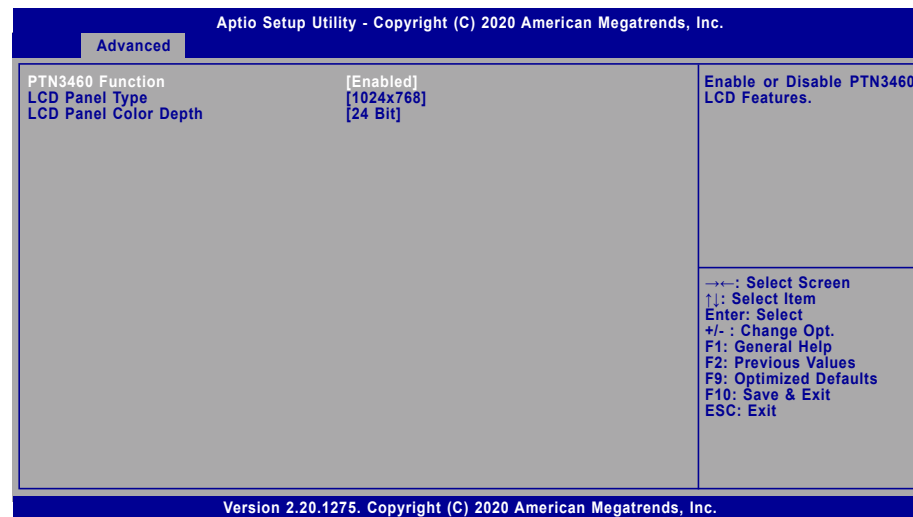 Aptio Setup Utility - Copyright (C) 2020 American Megatrends, Inc.
Advanced
PTN3460 Function [Enabled]
LCD Panel Type [1024x768]
LCD Panel Color Depth [24 Bit]
Enable or Disable PTN3460
LCD Features.
→←: Select Screen
↑↓: Select Item
Enter: Select
+/- : Change Opt.
F1: General Help
F2: Previous Values
F9: Optimized Defaults
F10: Save & Exit
ESC: Exit
Version 2.20.1275. Copyright (C) 2020 American Megatrends, Inc.